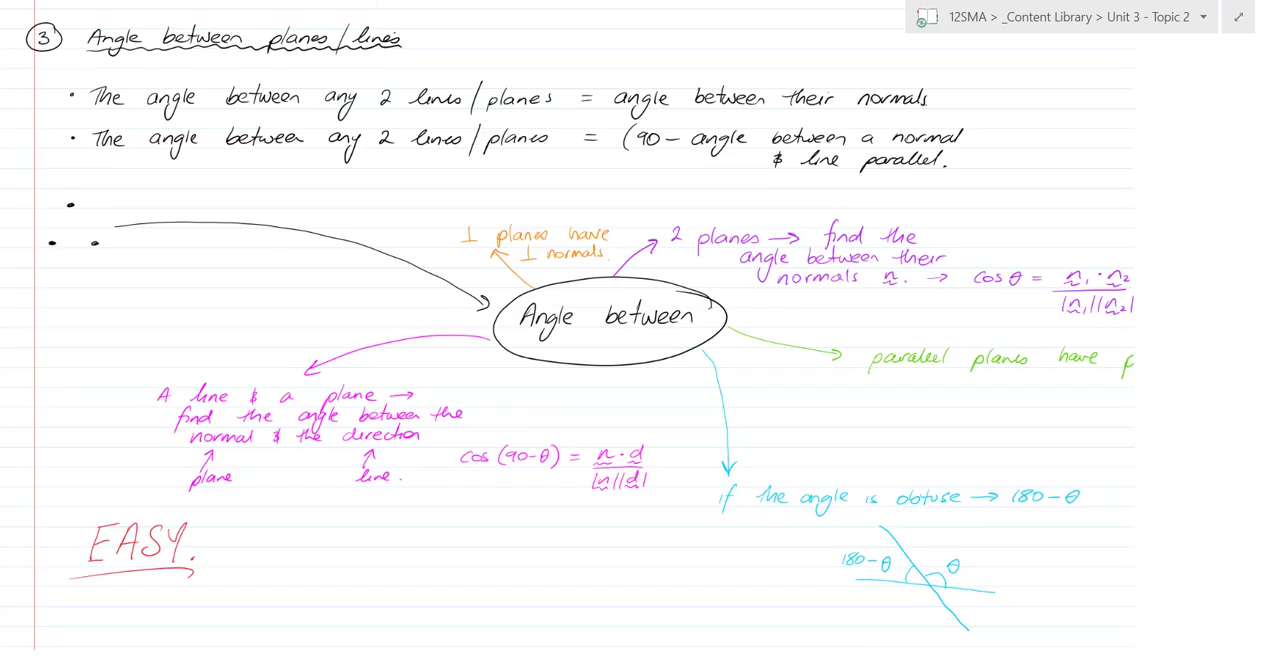 12SMA > _Content Library > Unit 3 - Topic 2
3 Angle between planes/lines
• The angle between any 2 lines/planes = angle between their normals
• The angle between any 2 lines/planes = (90 - angle between a normal
& line parallel.
⊥ planes have
⊥ normals.
2 planes → find the
angle between their
normals n. → cos θ = n₁ · n₂
|n₁||n₂|
Angle between
parallel planes have p
A line & a plane →
find the angle between the
normal & the direction
plane
line.
cos (90-θ) = n · d
|n||d|
if the angle is obtuse → 180-θ
EASY.
180-θ
θ